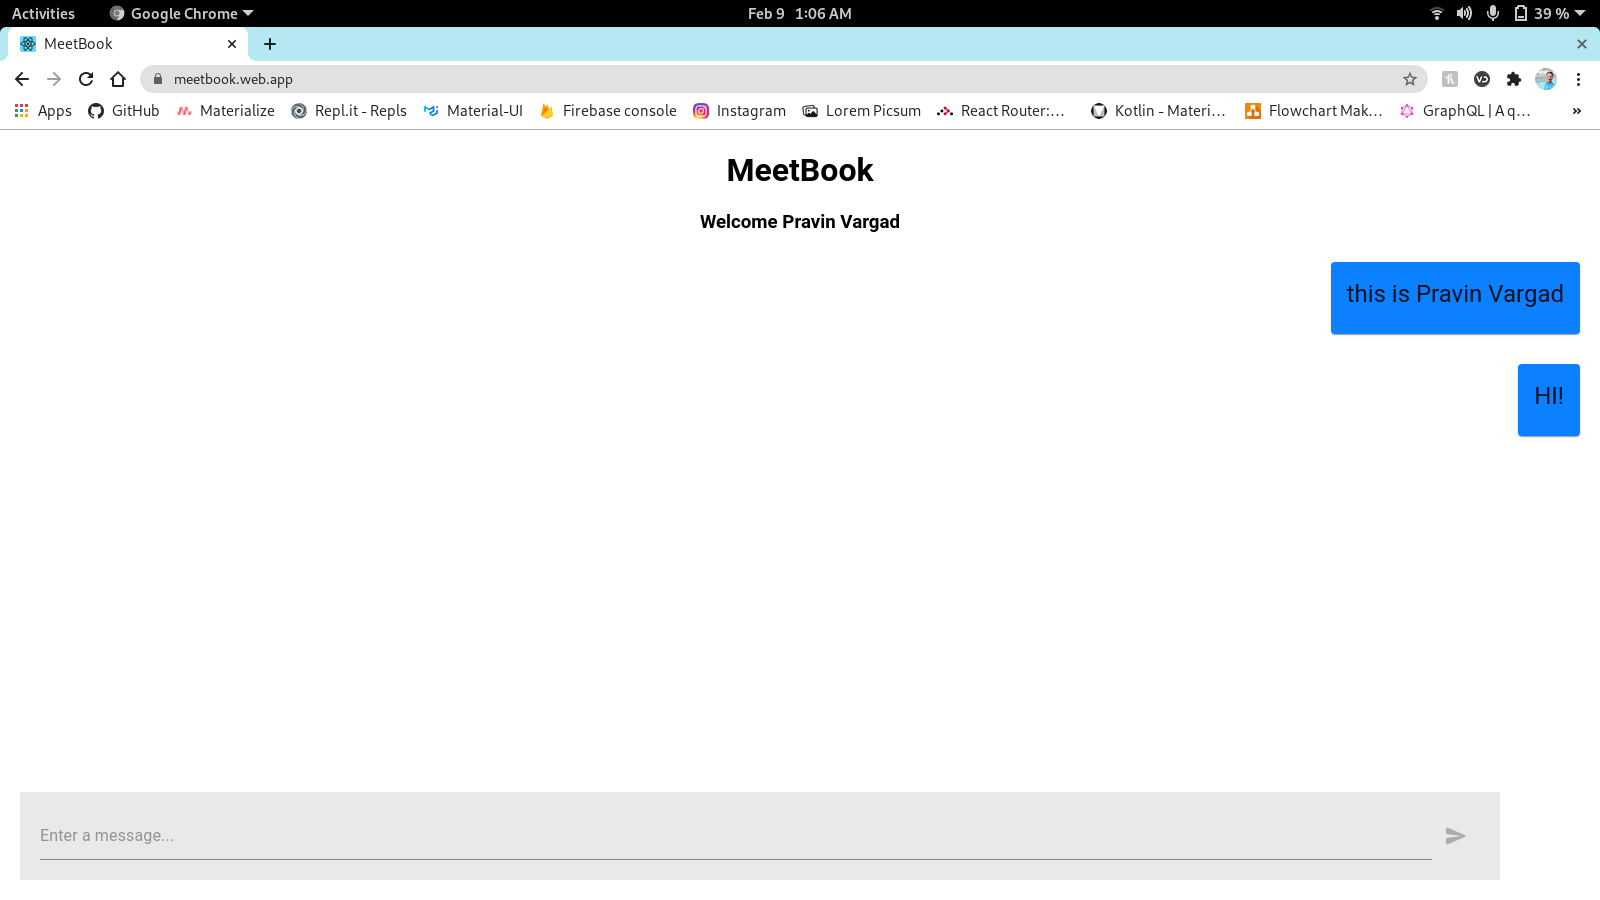 Activities Google Chrome Feb 9 1:06 AM 39 %
MeetBook
meetbook.web.app
Apps GitHub Materialize Repl.it - Repls Material-UI Firebase console Instagram Lorem Picsum React Router:... Kotlin - Materi... Flowchart Mak... GraphQL | A q... »
MeetBook
Welcome Pravin Vargad
this is Pravin Vargad
HI!
Enter a message...